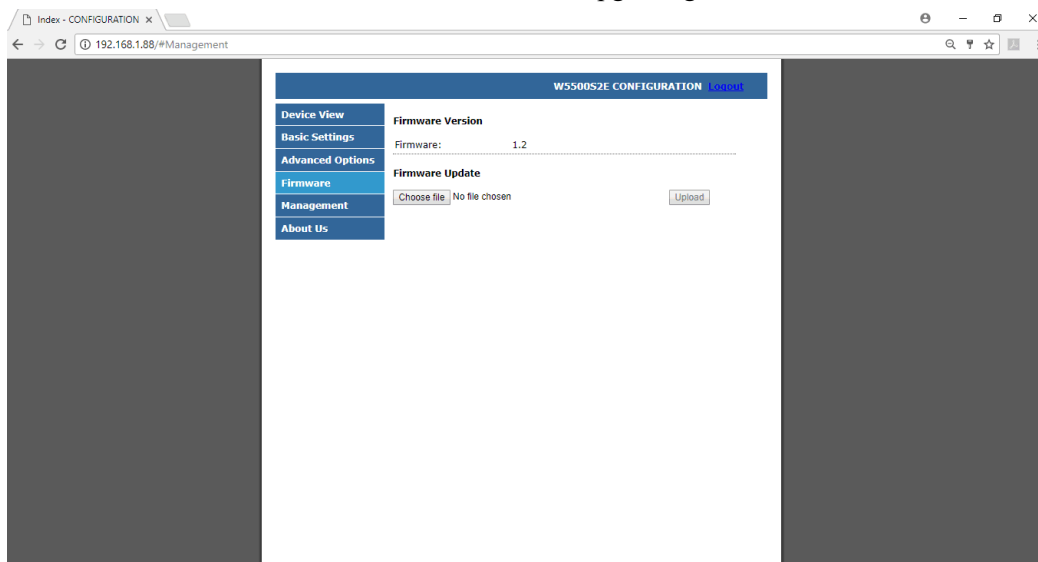 Index - CONFIGURATION
192.168.1.88/#Management
W5500S2E CONFIGURATION Logout
Device View
Basic Settings
Advanced Options
Firmware
Management
About Us
Firmware Version
Firmware: 1.2
Firmware Update
Choose file No file chosen Upload